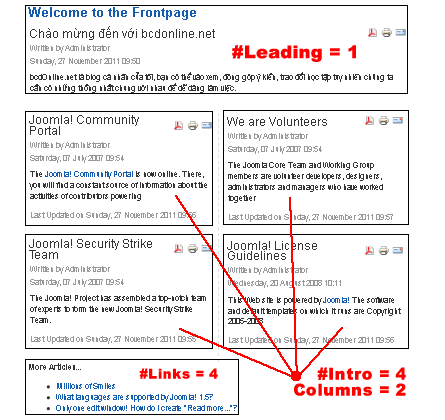 Welcome to the Frontpage
Chào mừng đến với bcdonline.net
Written by Administrator
Sunday, 27 November 2011 09:50
#Leading = 1
bcdOnline.net là blog cá nhân của tôi, bạn có thể vào xem, đóng góp ý kiến, trao đổi học tập tuy nhiên chúng ta
cần có những thống nhất chung với nhau để dễ dàng làm việc.
Joomla! Community
Portal
Written by Administrator
Saturday, 07 July 2007 09:54
The Joomla! Community Portal is now online. There,
you will find a constant source of information about the
activities of contributors powering
Last Updated on Sunday, 27 November 2011 09:56
We are Volunteers
Written by Administrator
Saturday, 07 July 2007 09:54
The Joomla Core Team and Working Group
members are volunteer developers, designers,
administrators and managers who have worked
together
Last Updated on Sunday, 27 November 2011 09:57
Joomla! Security Strike
Team
Written by Administrator
Saturday, 07 July 2007 09:54
The Joomla! Project has assembled a top-notch team
of experts to form the new Joomla! Security Strike
Team.
Last Updated on Sunday, 27 November 2011 09:55
Joomla! License
Guidelines
Written by Administrator
Wednesday, 20 August 2008 10:11
This Website is powered by Joomla! The software
and default templates on which it runs are Copyright
2005-2008
Last Updated on Sunday, 27 November 2011 09:56
More Articles...
#Links = 4
Millions of Smiles
What languages are supported by Joomla! 1.5?
Only one edit window! How do I create "Read more..."?
#Intro = 4
Columns = 2